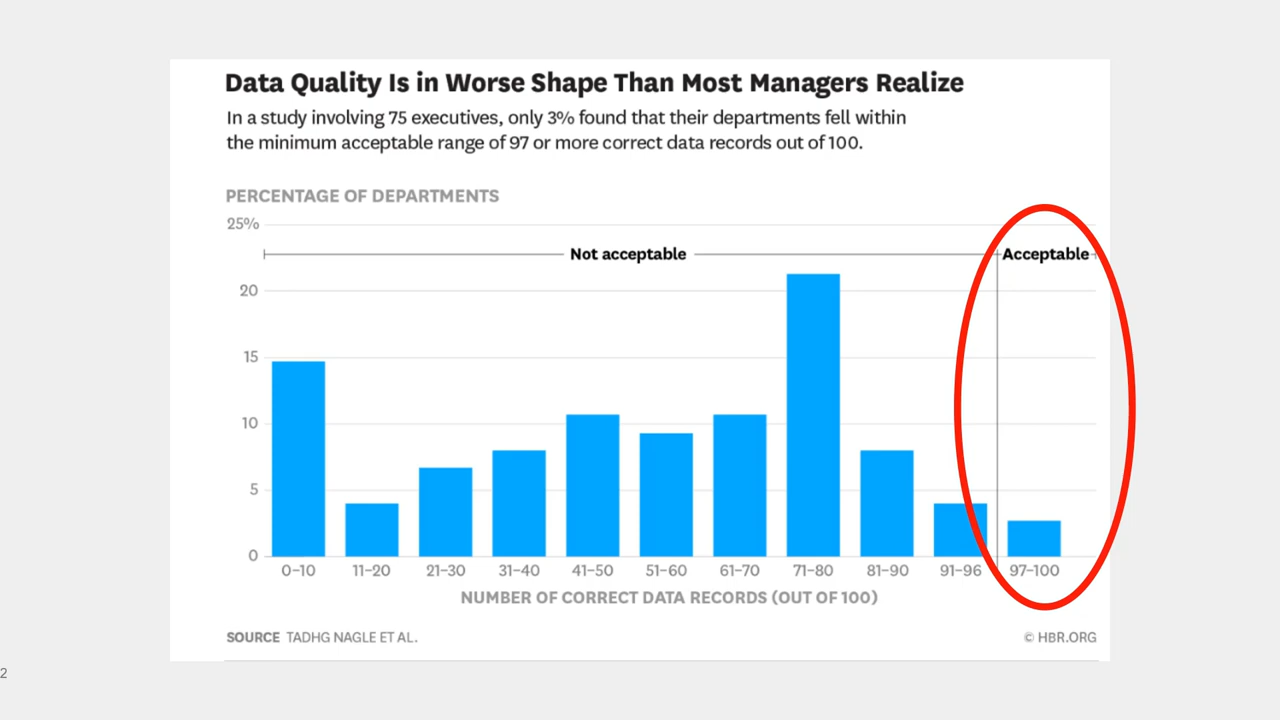 Data Quality Is in Worse Shape Than Most Managers Realize
In a study involving 75 executives, only 3% found that their departments fell within
the minimum acceptable range of 97 or more correct data records out of 100.
PERCENTAGE OF DEPARTMENTS
25%
Not acceptable
Acceptable
20
15
10
5
0
0–10 11–20 21–30 31–40 41–50 51–60 61–70 71–80 81–90 91–96 97–100
NUMBER OF CORRECT DATA RECORDS (OUT OF 100)
SOURCE TADHG NAGLE ET AL.
© HBR.ORG
2